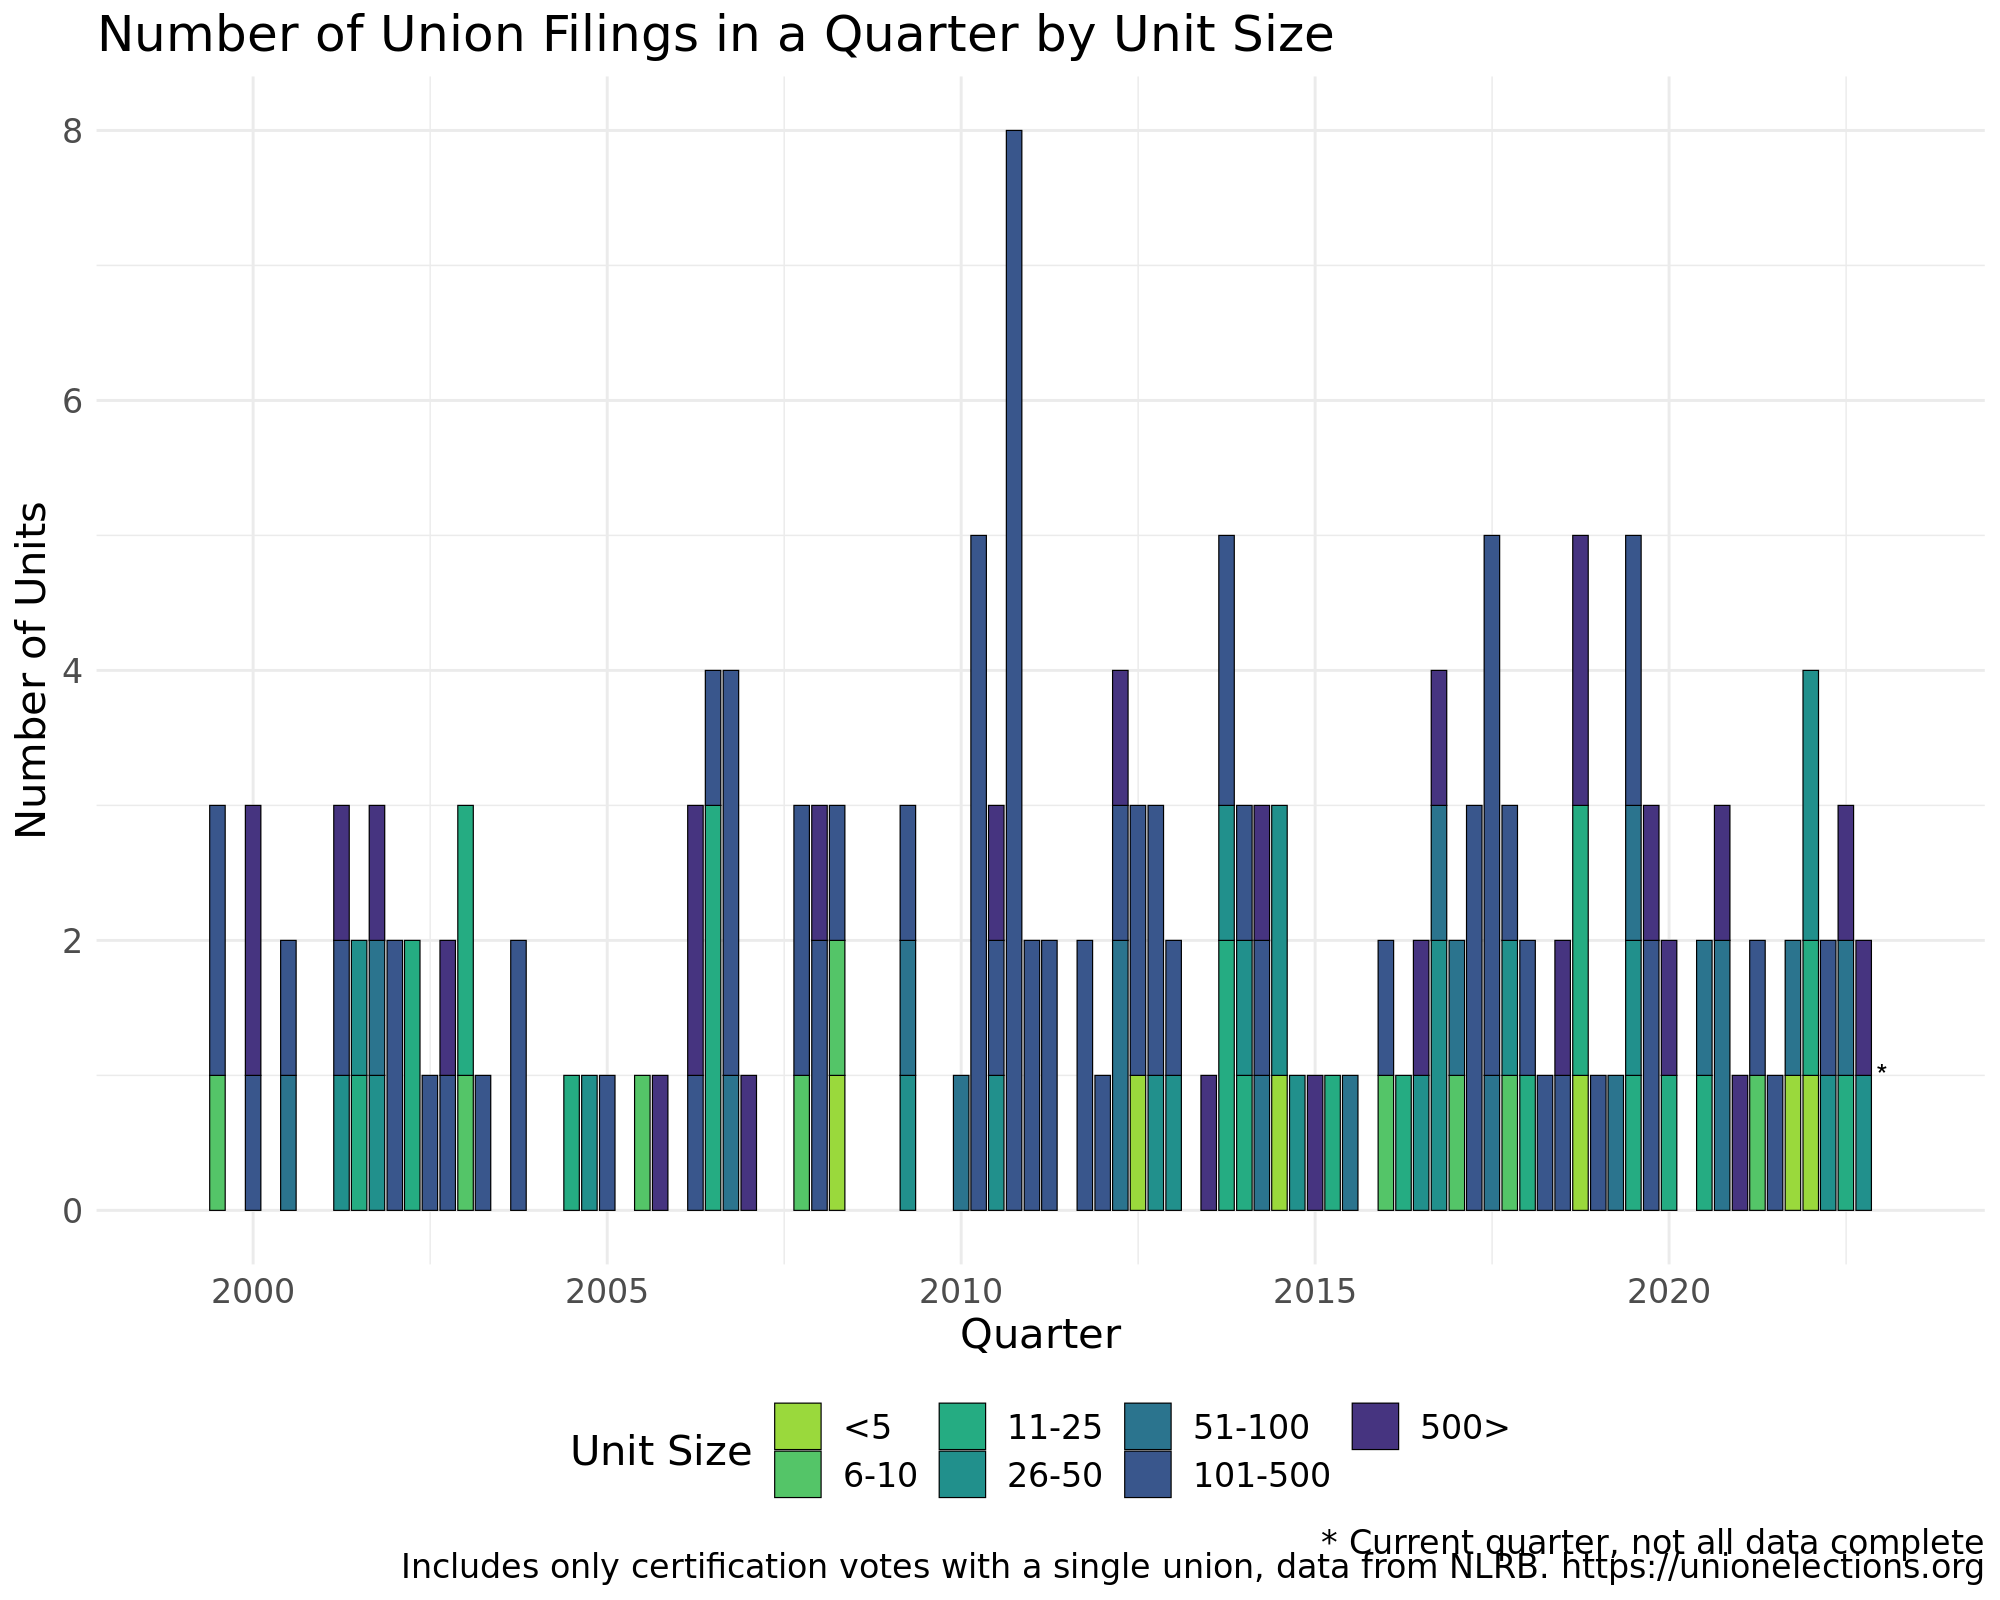 Number of Union Filings in a Quarter by Unit Size
Number of Units
8
6
4
2
0
*
2000 2005 2010 2015 2020
Quarter
Unit Size
<5 11-25 51-100 500>
6-10 26-50 101-500
* Current quarter, not all data complete
Includes only certification votes with a single union, data from NLRB. https://unionelections.org